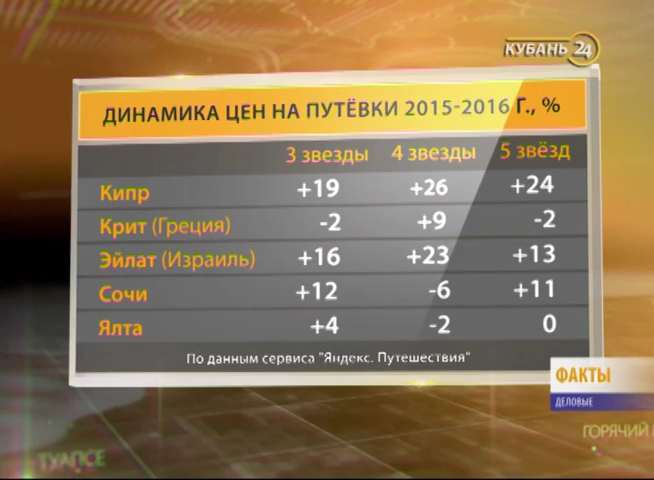 КУБАНЬ 24
ДИНАМИКА ЦЕН НА ПУТЁВКИ 2015-2016 Г., %
3 звезды 4 звезды 5 звёзд
Кипр +19 +26 +24
Крит (Греция) -2 +9 -2
Эйлат (Израиль) +16 +23 +13
Сочи +12 -6 +11
Ялта +4 -2 0
По данным сервиса "Яндекс. Путешествия"
ФАКТЫ
ДЕЛОВЫЕ
ГОРЯЧИЙ
ТУАПСЕ